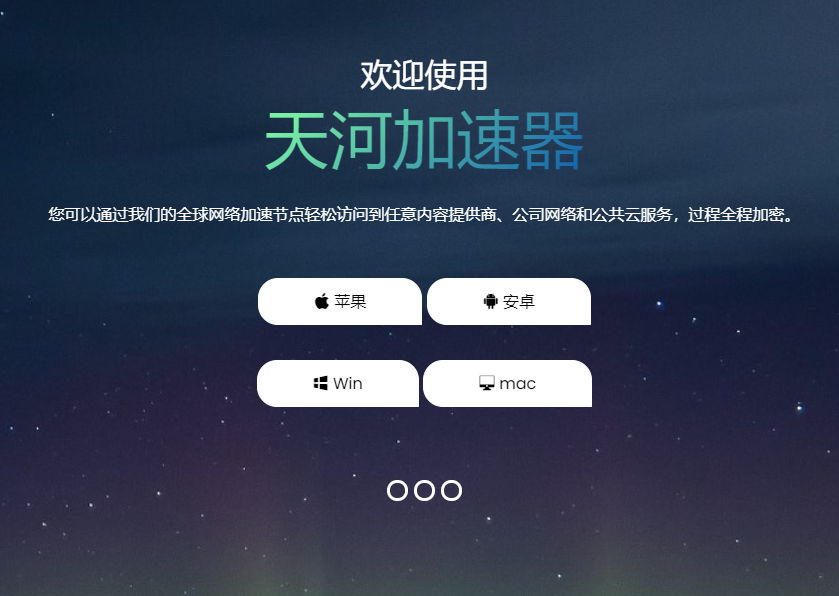 欢迎使用
天河加速器
您可以通过我们的全球网络加速节点轻松访问到任意内容提供商、公司网络和公共云服务，过程全程加密。
苹果 安卓
Win mac